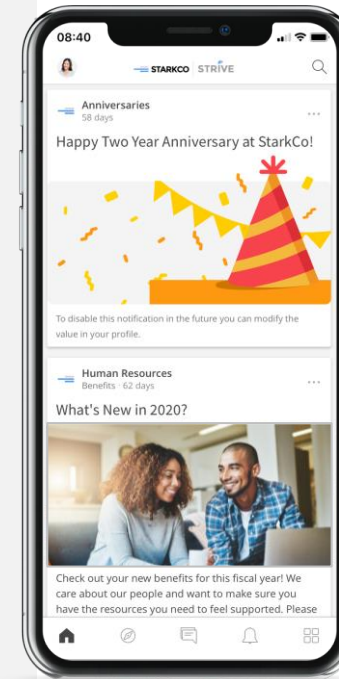 08:40
STARKCO STRIVE
Anniversaries
58 days
Happy Two Year Anniversary at StarkCo!
To disable this notification in the future you can modify the
value in your profile.
Human Resources
Benefits · 62 days
What's New in 2020?
Check out your new benefits for this fiscal year! We
care about our people and want to make sure you
have the resources you need to feel supported. Please